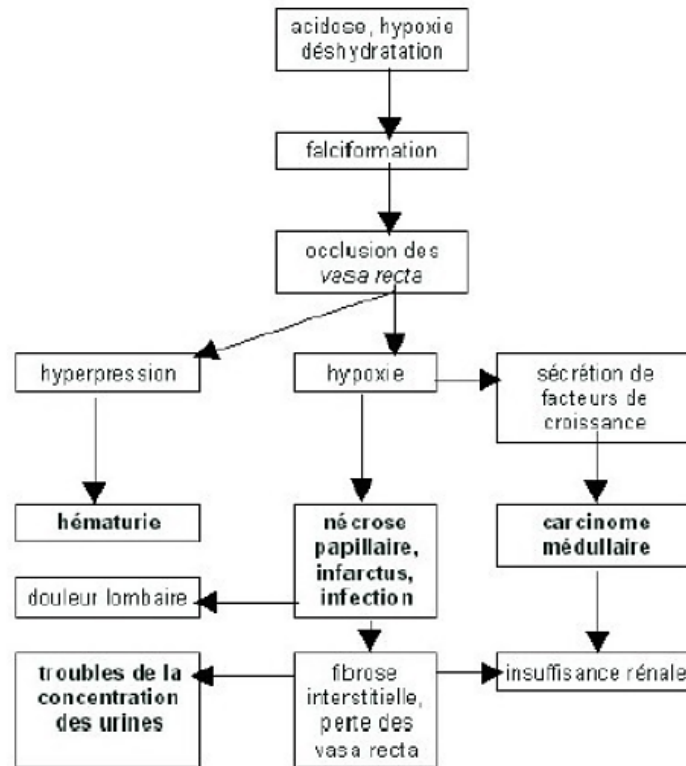 acidose, hypoxie
déshydratation
falciformation
occlusion des
vasa recta
hyperpression
hypoxie
sécrétion de
facteurs de
croissance
hématurie
nécrose
papillaire,
infarctus,
infection
carcinome
médullaire
douleur lombaire
troubles de la
concentration
des urines
fibrose
interstitielle,
perte des
vasa recta
insuffisance rénale